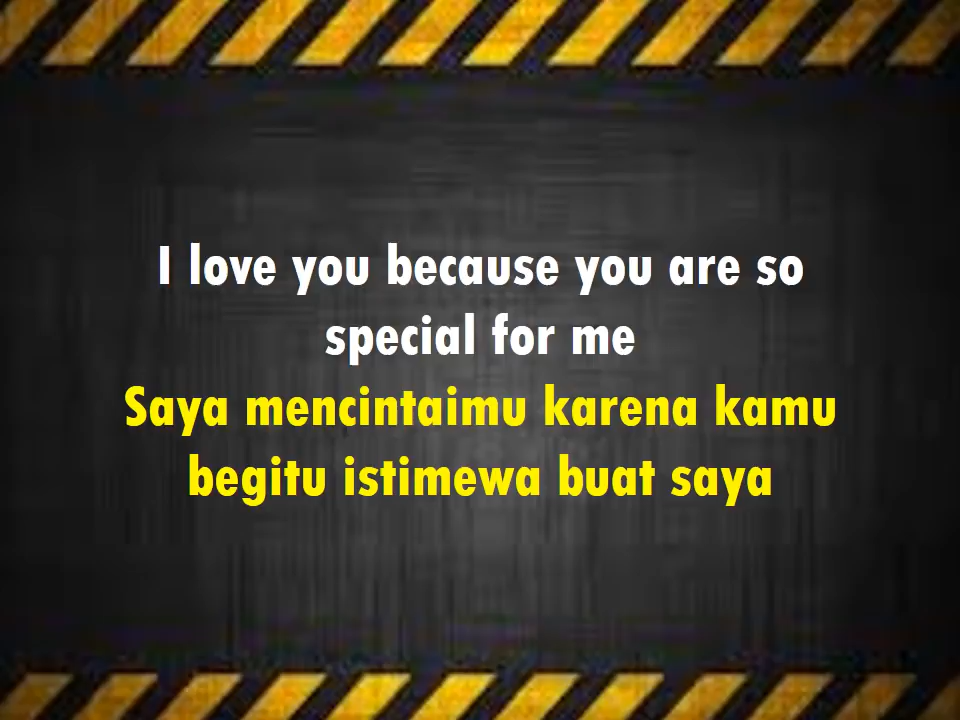 I love you because you are so
special for me
Saya mencintaimu karena kamu
begitu istimewa buat saya